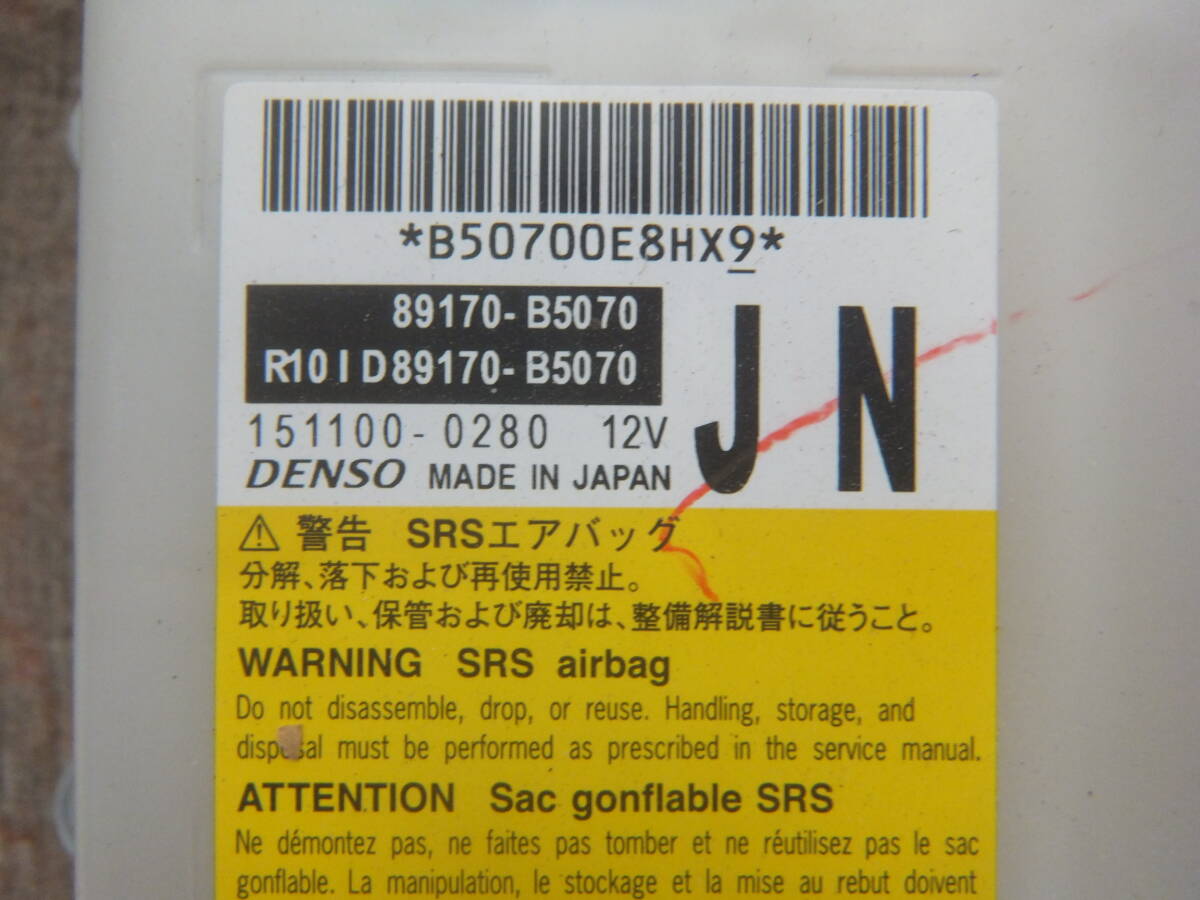 *B50700E8HX9*
89170-B5070
R10ID89170-B5070
151100-0280 12V
JN
DENSO MADE IN JAPAN
⚠ 警告 SRSエアバッグ
分解、落下および再使用禁止。
取り扱い、保管および廃却は、整備解説書に従うこと。
WARNING SRS airbag
Do not disassemble, drop, or reuse. Handling, storage, and
disposal must be performed as prescribed in the service manual.
ATTENTION Sac gonflable SRS
Ne démontez pas, ne faites pas tomber et ne réutilisez pas le sac
gonflable. La manipulation, le stockage et la mise au rebut doivent